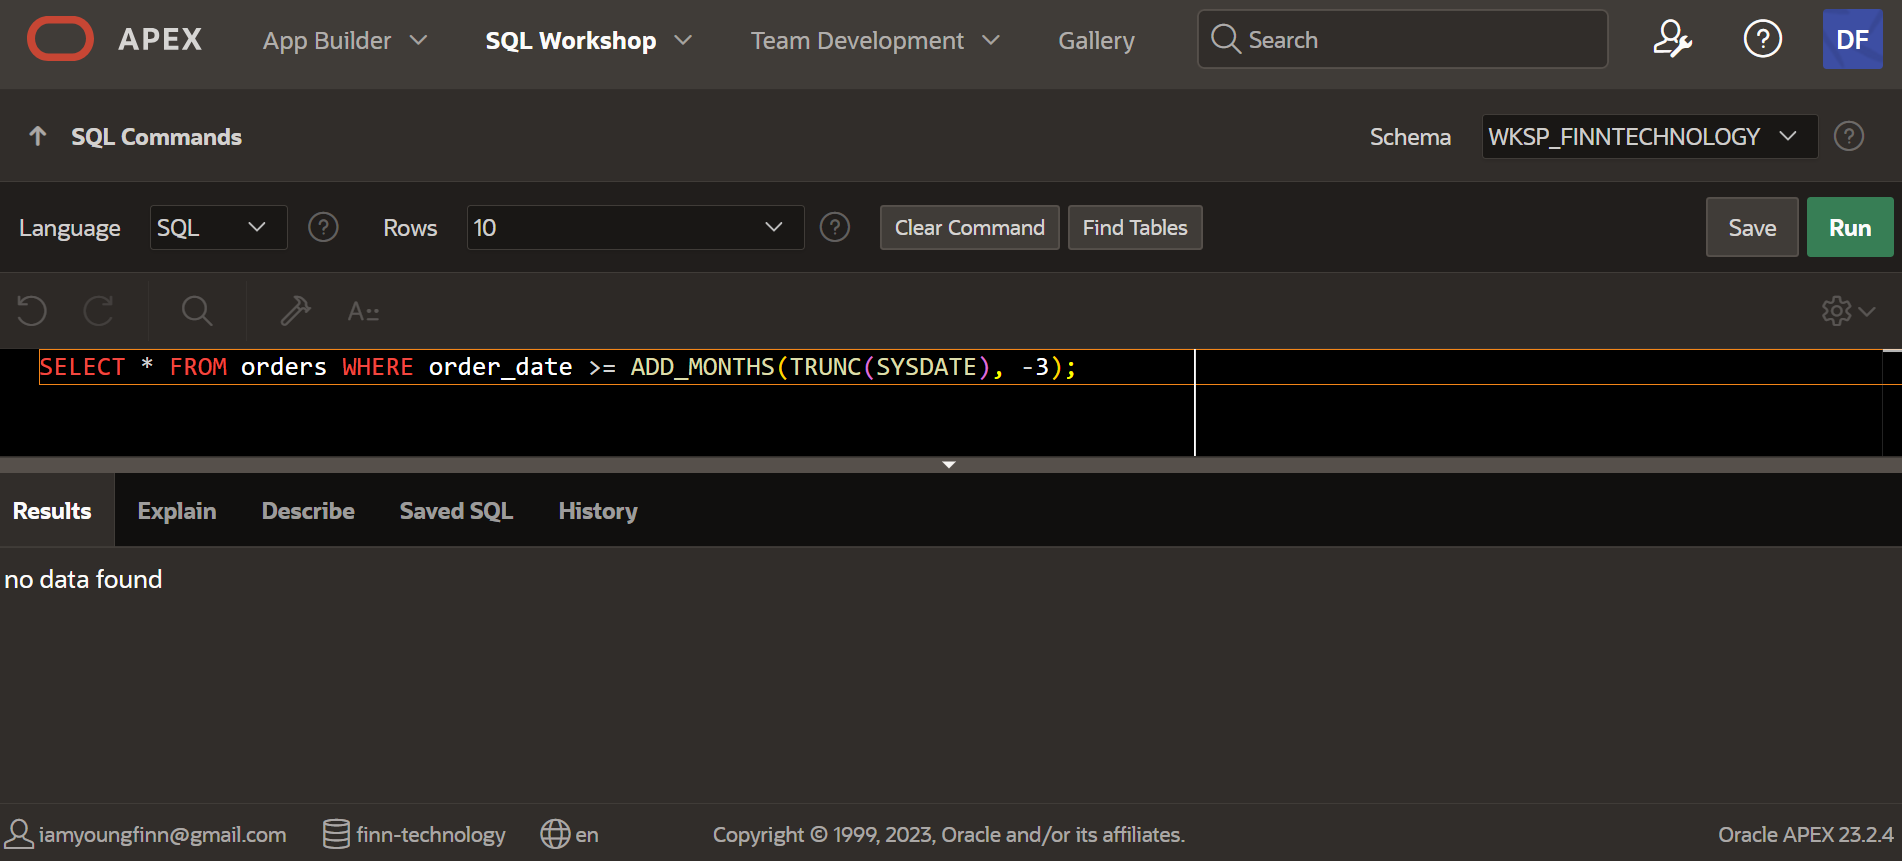 APEX App Builder SQL Workshop Team Development Gallery Search ? DF
SQL Commands Schema WKSP_FINNTECHNOLOGY ?
Language SQL ? Rows 10 ? Clear Command Find Tables Save Run
A
SELECT * FROM orders WHERE order_date >= ADD_MONTHS(TRUNC(SYSDATE), -3);
Results Explain Describe Saved SQL History
no data found
iamyoungfinn@gmail.com finn-technology en Copyright © 1999, 2023, Oracle and/or its affiliates. Oracle APEX 23.2.4